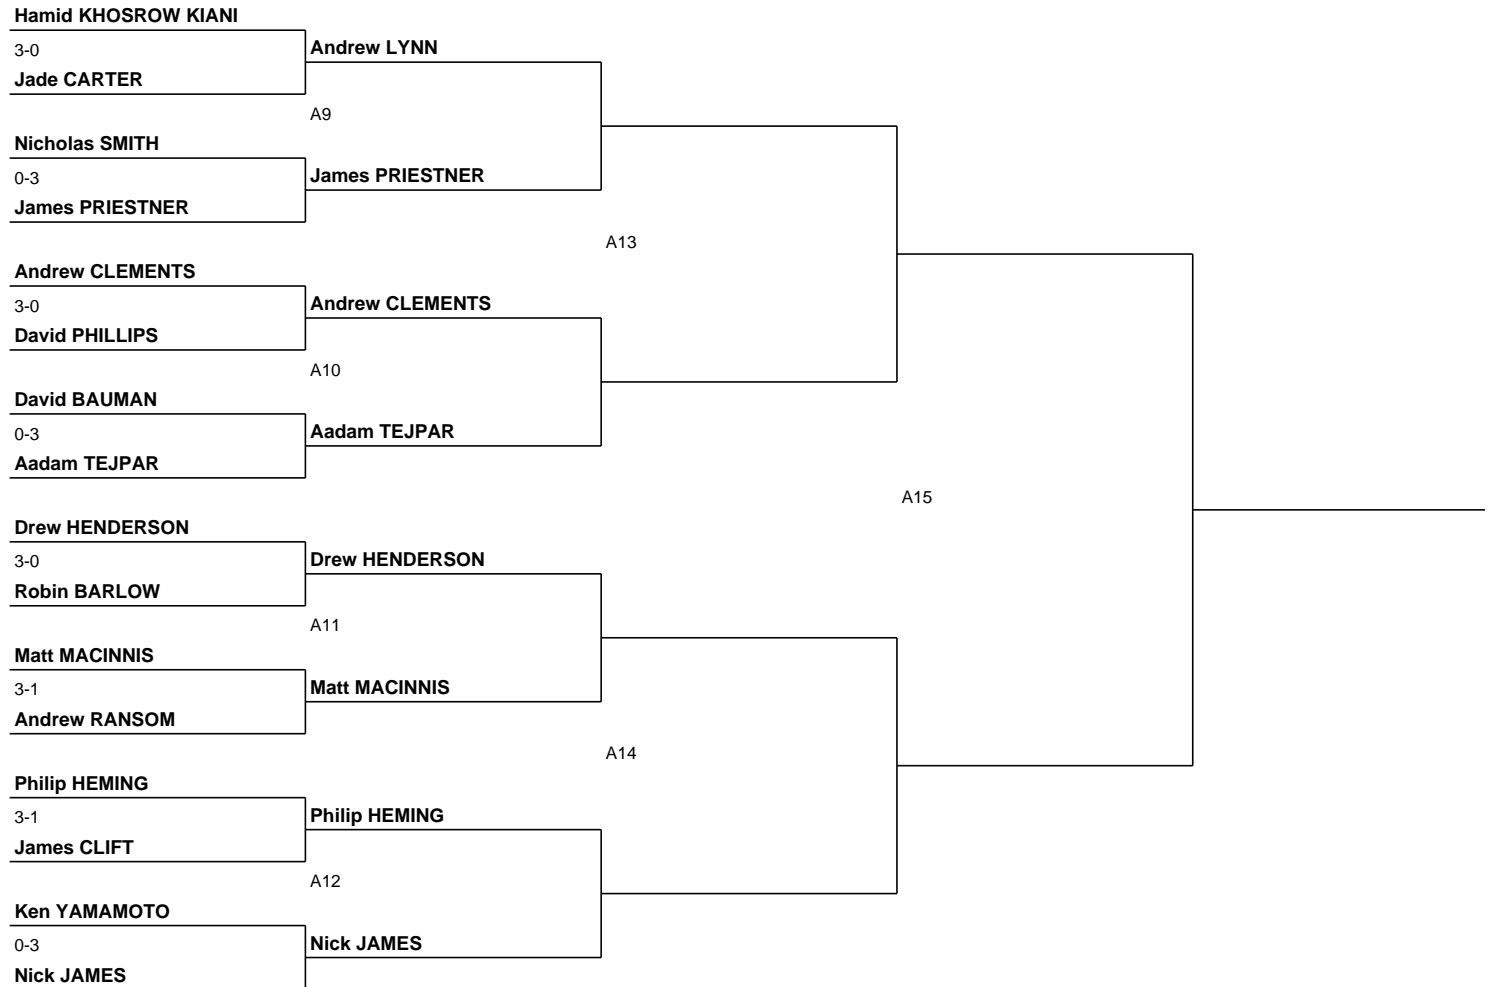 Hamid KHOSROW KIANI
3-0
Jade CARTER
Andrew LYNN
A9
Nicholas SMITH
0-3
James PRIESTNER
James PRIESTNER
A13
Andrew CLEMENTS
3-0
David PHILLIPS
Andrew CLEMENTS
A10
David BAUMAN
0-3
Aadam TEJPAR
Aadam TEJPAR
A15
Drew HENDERSON
3-0
Robin BARLOW
Drew HENDERSON
A11
Matt MACINNIS
3-1
Andrew RANSOM
Matt MACINNIS
A14
Philip HEMING
3-1
James CLIFT
Philip HEMING
A12
Ken YAMAMOTO
0-3
Nick JAMES
Nick JAMES